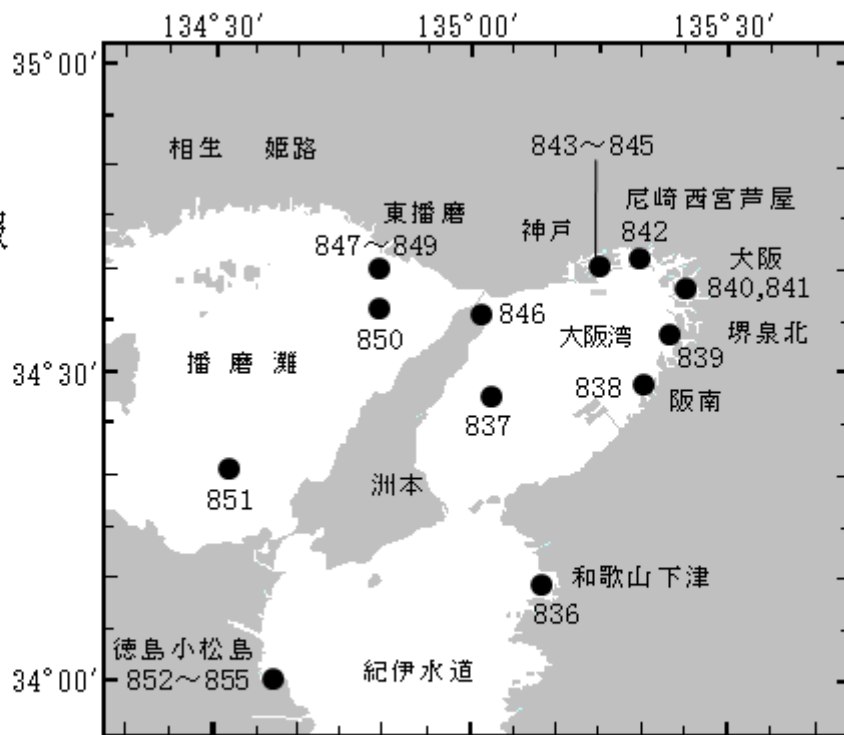 134°30′
135°00′
135°30′
35°00′
843～845
相生
姫路
尼崎西宮芦屋
東播磨
神戸
842
847～849
大阪
840,841
846
850
大阪湾
堺泉北
839
播磨灘
34°30′
838
阪南
837
洲本
851
和歌山下津
836
徳島小松島
紀伊水道
852～855
34°00′